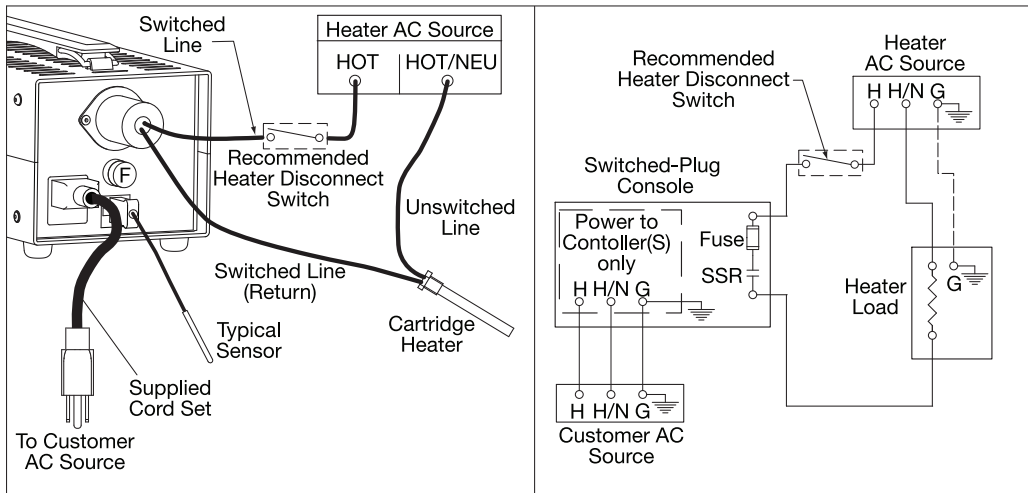 Switched
Line
Heater AC Source
HOT
HOT/NEU
Recommended
Heater Disconnect
Switch
F
Unswitched
Line
Switched Line
(Return)
Typical
Sensor
Cartridge
Heater
Supplied
Cord Set
To Customer
AC Source
Heater
AC Source
H H/N G
Recommended
Heater Disconnect
Switch
Switched-Plug
Console
Power to
Contoller(S)
only
H H/N G
Fuse
SSR
Heater
Load
G
H H/N G
Customer AC
Source